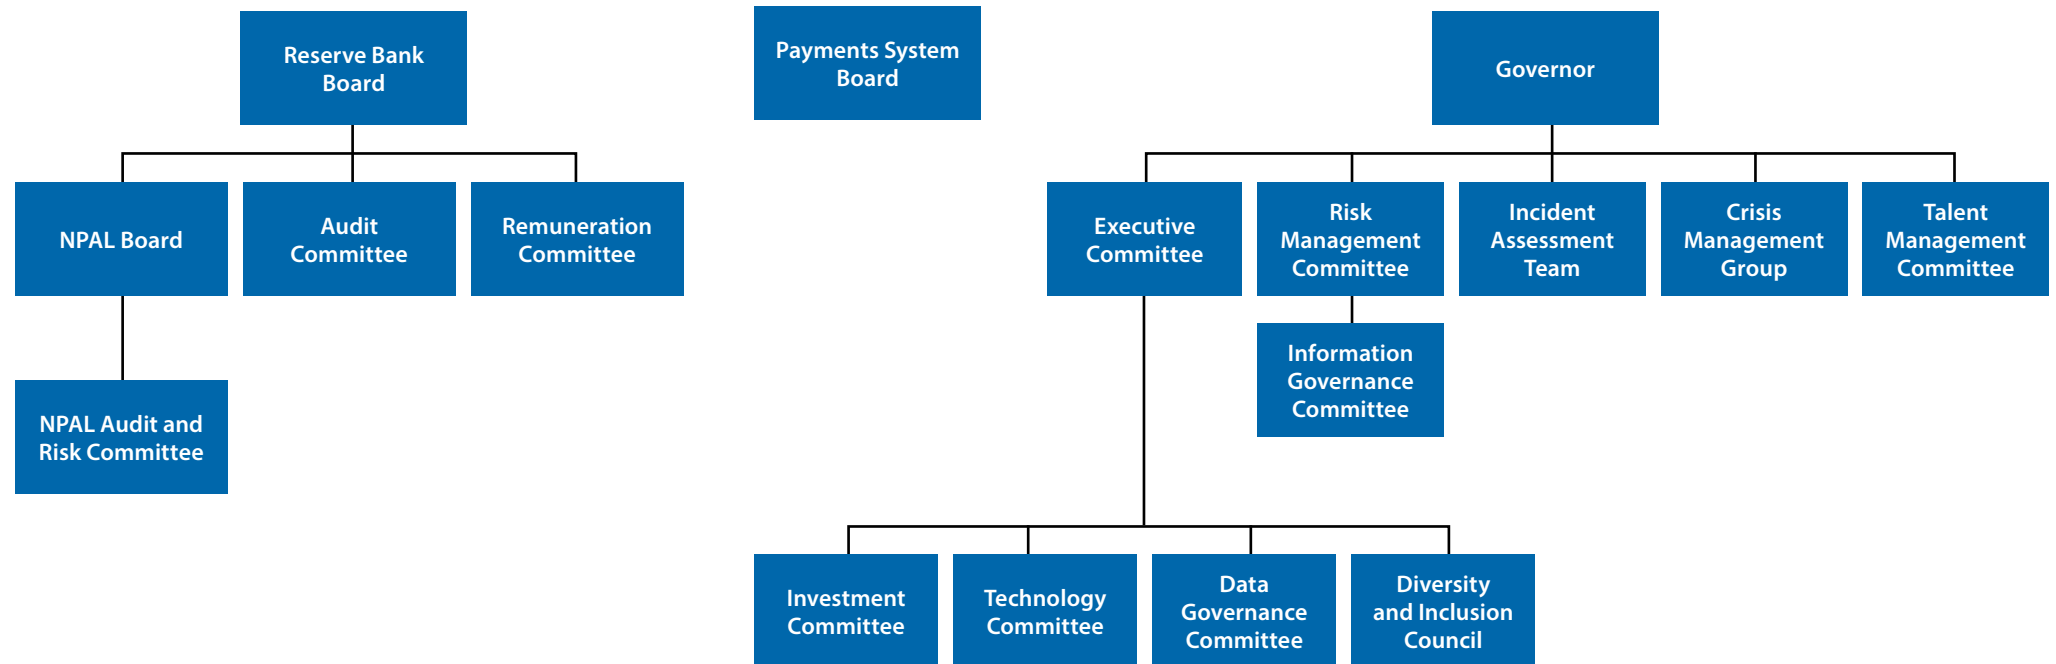 Reserve Bank
Board
Payments System
Board
Governor
NPAL Board
Audit
Committee
Remuneration
Committee
Executive
Committee
Risk
Management
Committee
Incident
Assessment
Team
Crisis
Management
Group
Talent
Management
Committee
Information
Governance
Committee
NPAL Audit and
Risk Committee
Investment
Committee
Technology
Committee
Data
Governance
Committee
Diversity
and Inclusion
Council